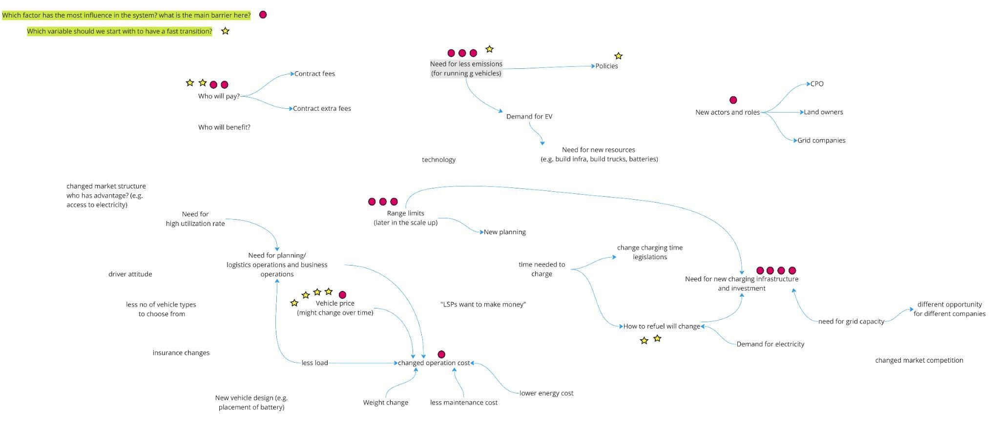 Which factor has the most influence in the system? what is the main barrier here?
Which variable should we start with to have a fast transition?
Need for less emissions
(for running g vehicles)
Policies
Who will pay?
Contract fees
Contract extra fees
Who will benefit?
Demand for EV
Need for new resources
(e.g. build infra, build trucks, batteries)
New actors and roles
CPO
Land owners
Grid companies
technology
changed market structure
who has advantage? (e.g.
access to electricity)
Need for
high utilization rate
Range limits
(later in the scale up)
New planning
Need for planning/
logistics operations and business
operations
driver attitude
less no of vehicle types
to choose from
Vehicle price
(might change over time)
"LSPs want to make money"
time needed to
charge
change charging time
legislations
Need for new charging infrastructure
and investment
How to refuel will change
need for grid capacity
different opportunity
for different companies
Demand for electricity
changed market competition
insurance changes
less load
changed operation cost
New vehicle design (e.g.
placement of battery)
Weight change
less maintenance cost
lower energy cost